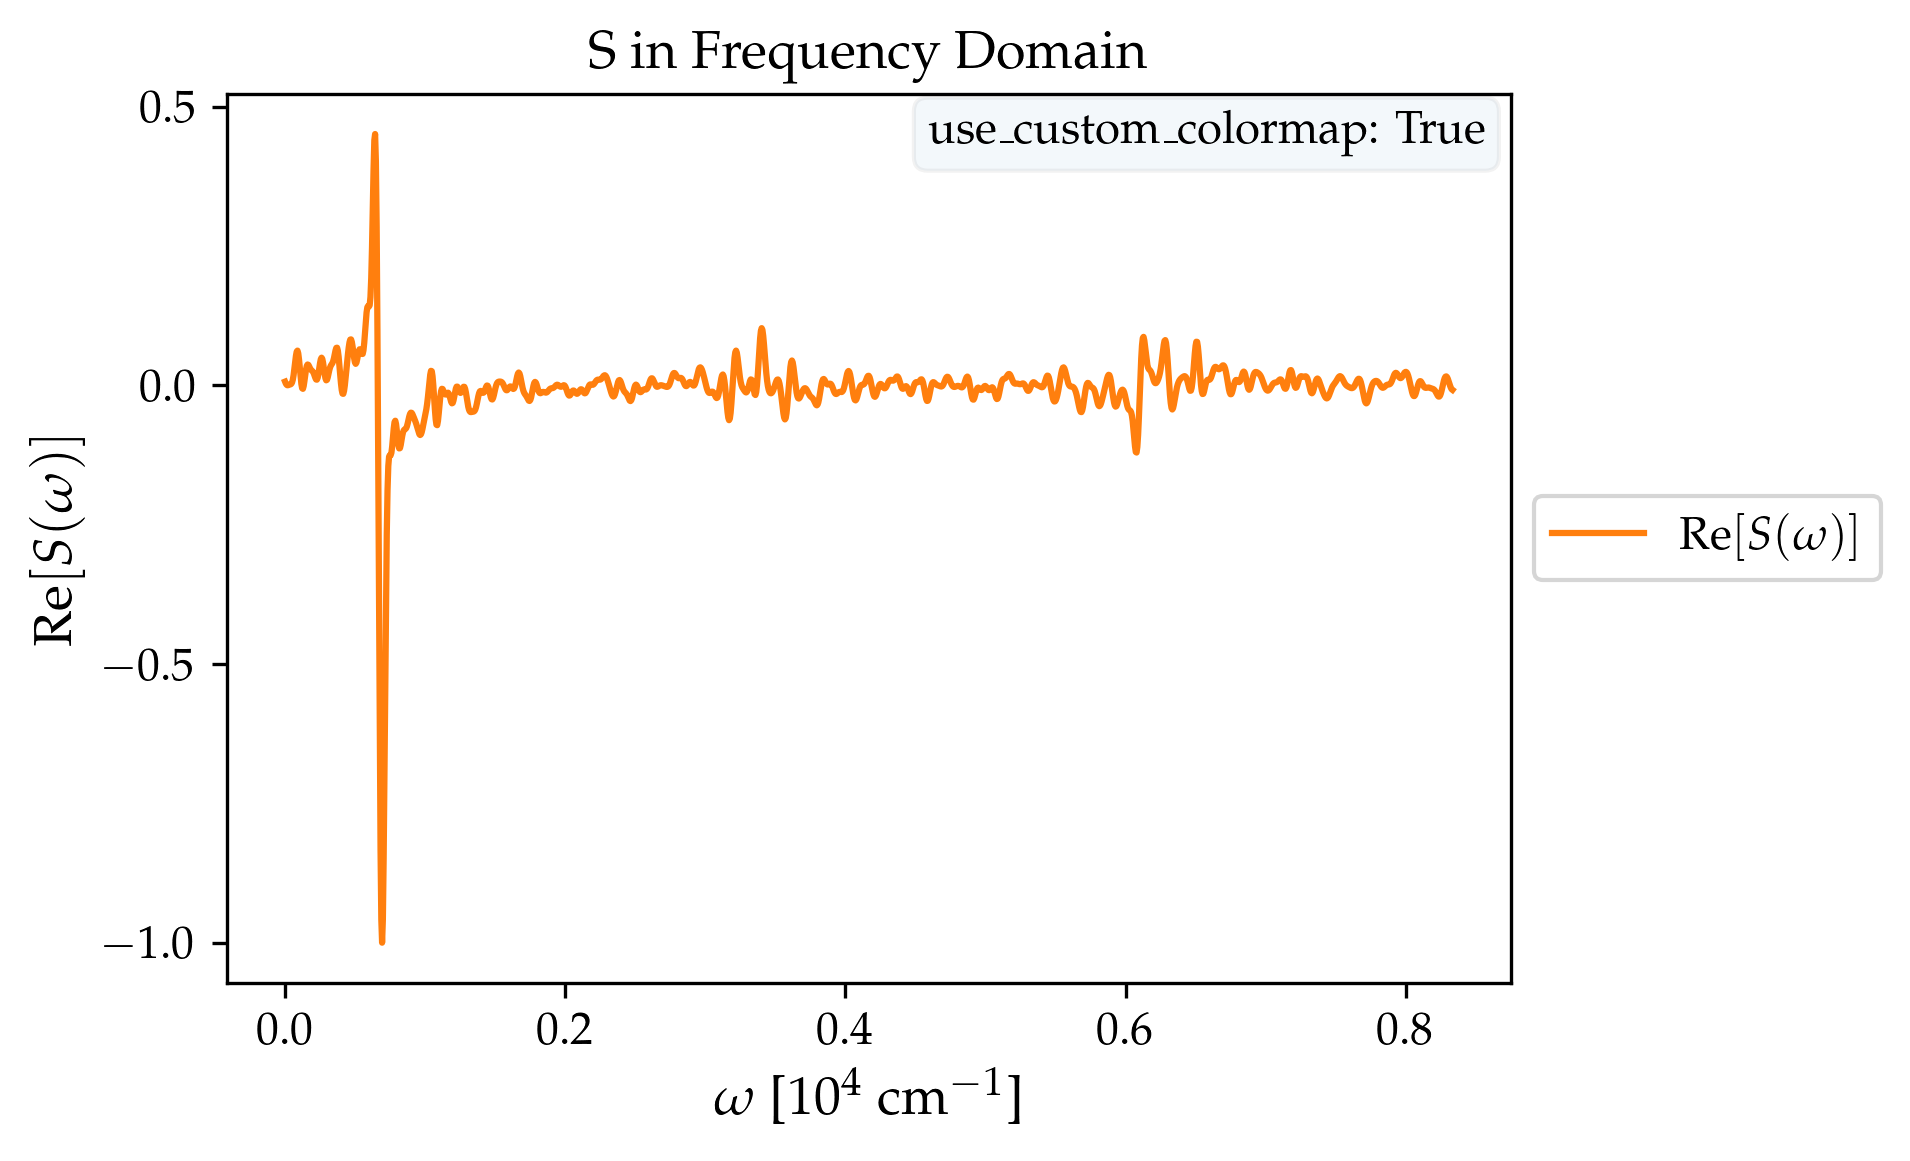 S in Frequency Domain
use_custom_colormap: True
0.5
0.0
−0.5
−1.0
Re[S(ω)]
Re[S(ω)]
0.0 0.2 0.4 0.6 0.8
ω [10⁴ cm⁻¹]